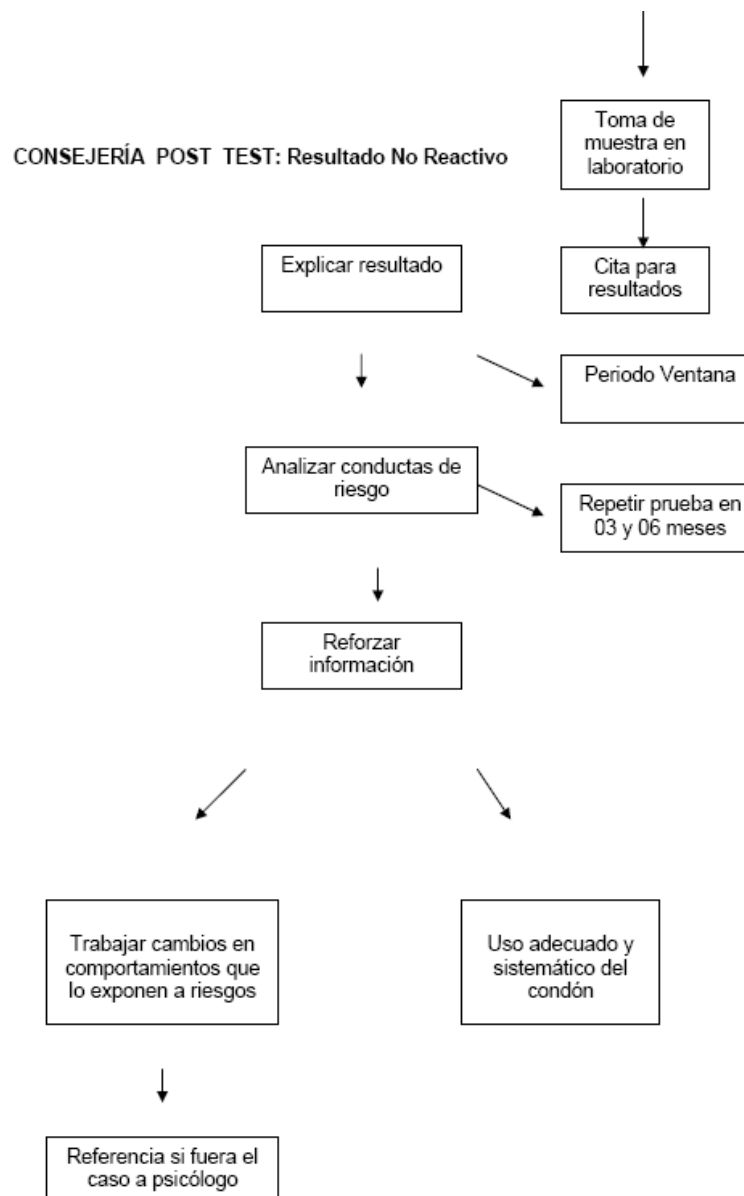 Toma de
muestra en
laboratorio
CONSEJERÍA POST TEST: Resultado No Reactivo
Explicar resultado
Cita para
resultados
Periodo Ventana
Analizar conductas de
riesgo
Repetir prueba en
03 y 06 meses
Reforzar
información
Trabajar cambios en
comportamientos que
lo exponen a riesgos
Uso adecuado y
sistemático del
condón
Referencia si fuera el
caso a psicólogo